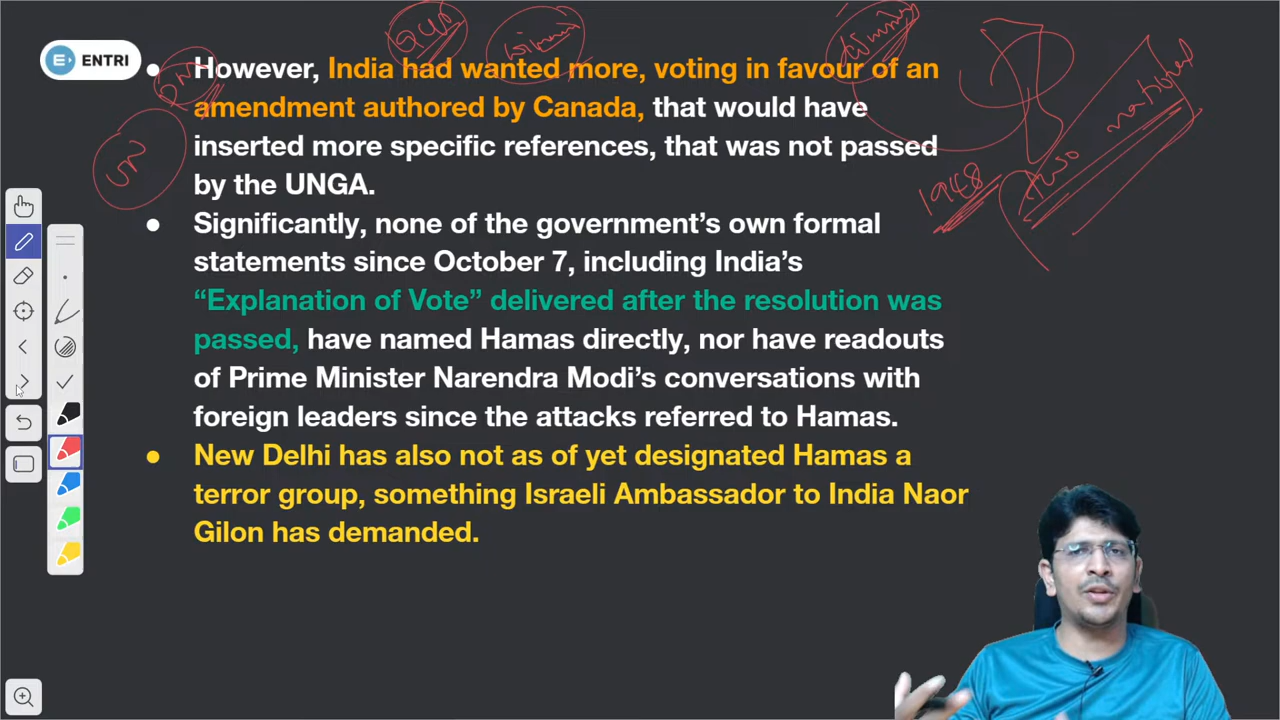 ENTRI
However, India had wanted more, voting in favour of an
amendment authored by Canada, that would have
inserted more specific references, that was not passed
by the UNGA.
Significantly, none of the government’s own formal
statements since October 7, including India’s
“Explanation of Vote” delivered after the resolution was
passed, have named Hamas directly, nor have readouts
of Prime Minister Narendra Modi’s conversations with
foreign leaders since the attacks referred to Hamas.
New Delhi has also not as of yet designated Hamas a
terror group, something Israeli Ambassador to India Naor
Gilon has demanded.
1948
Two
national